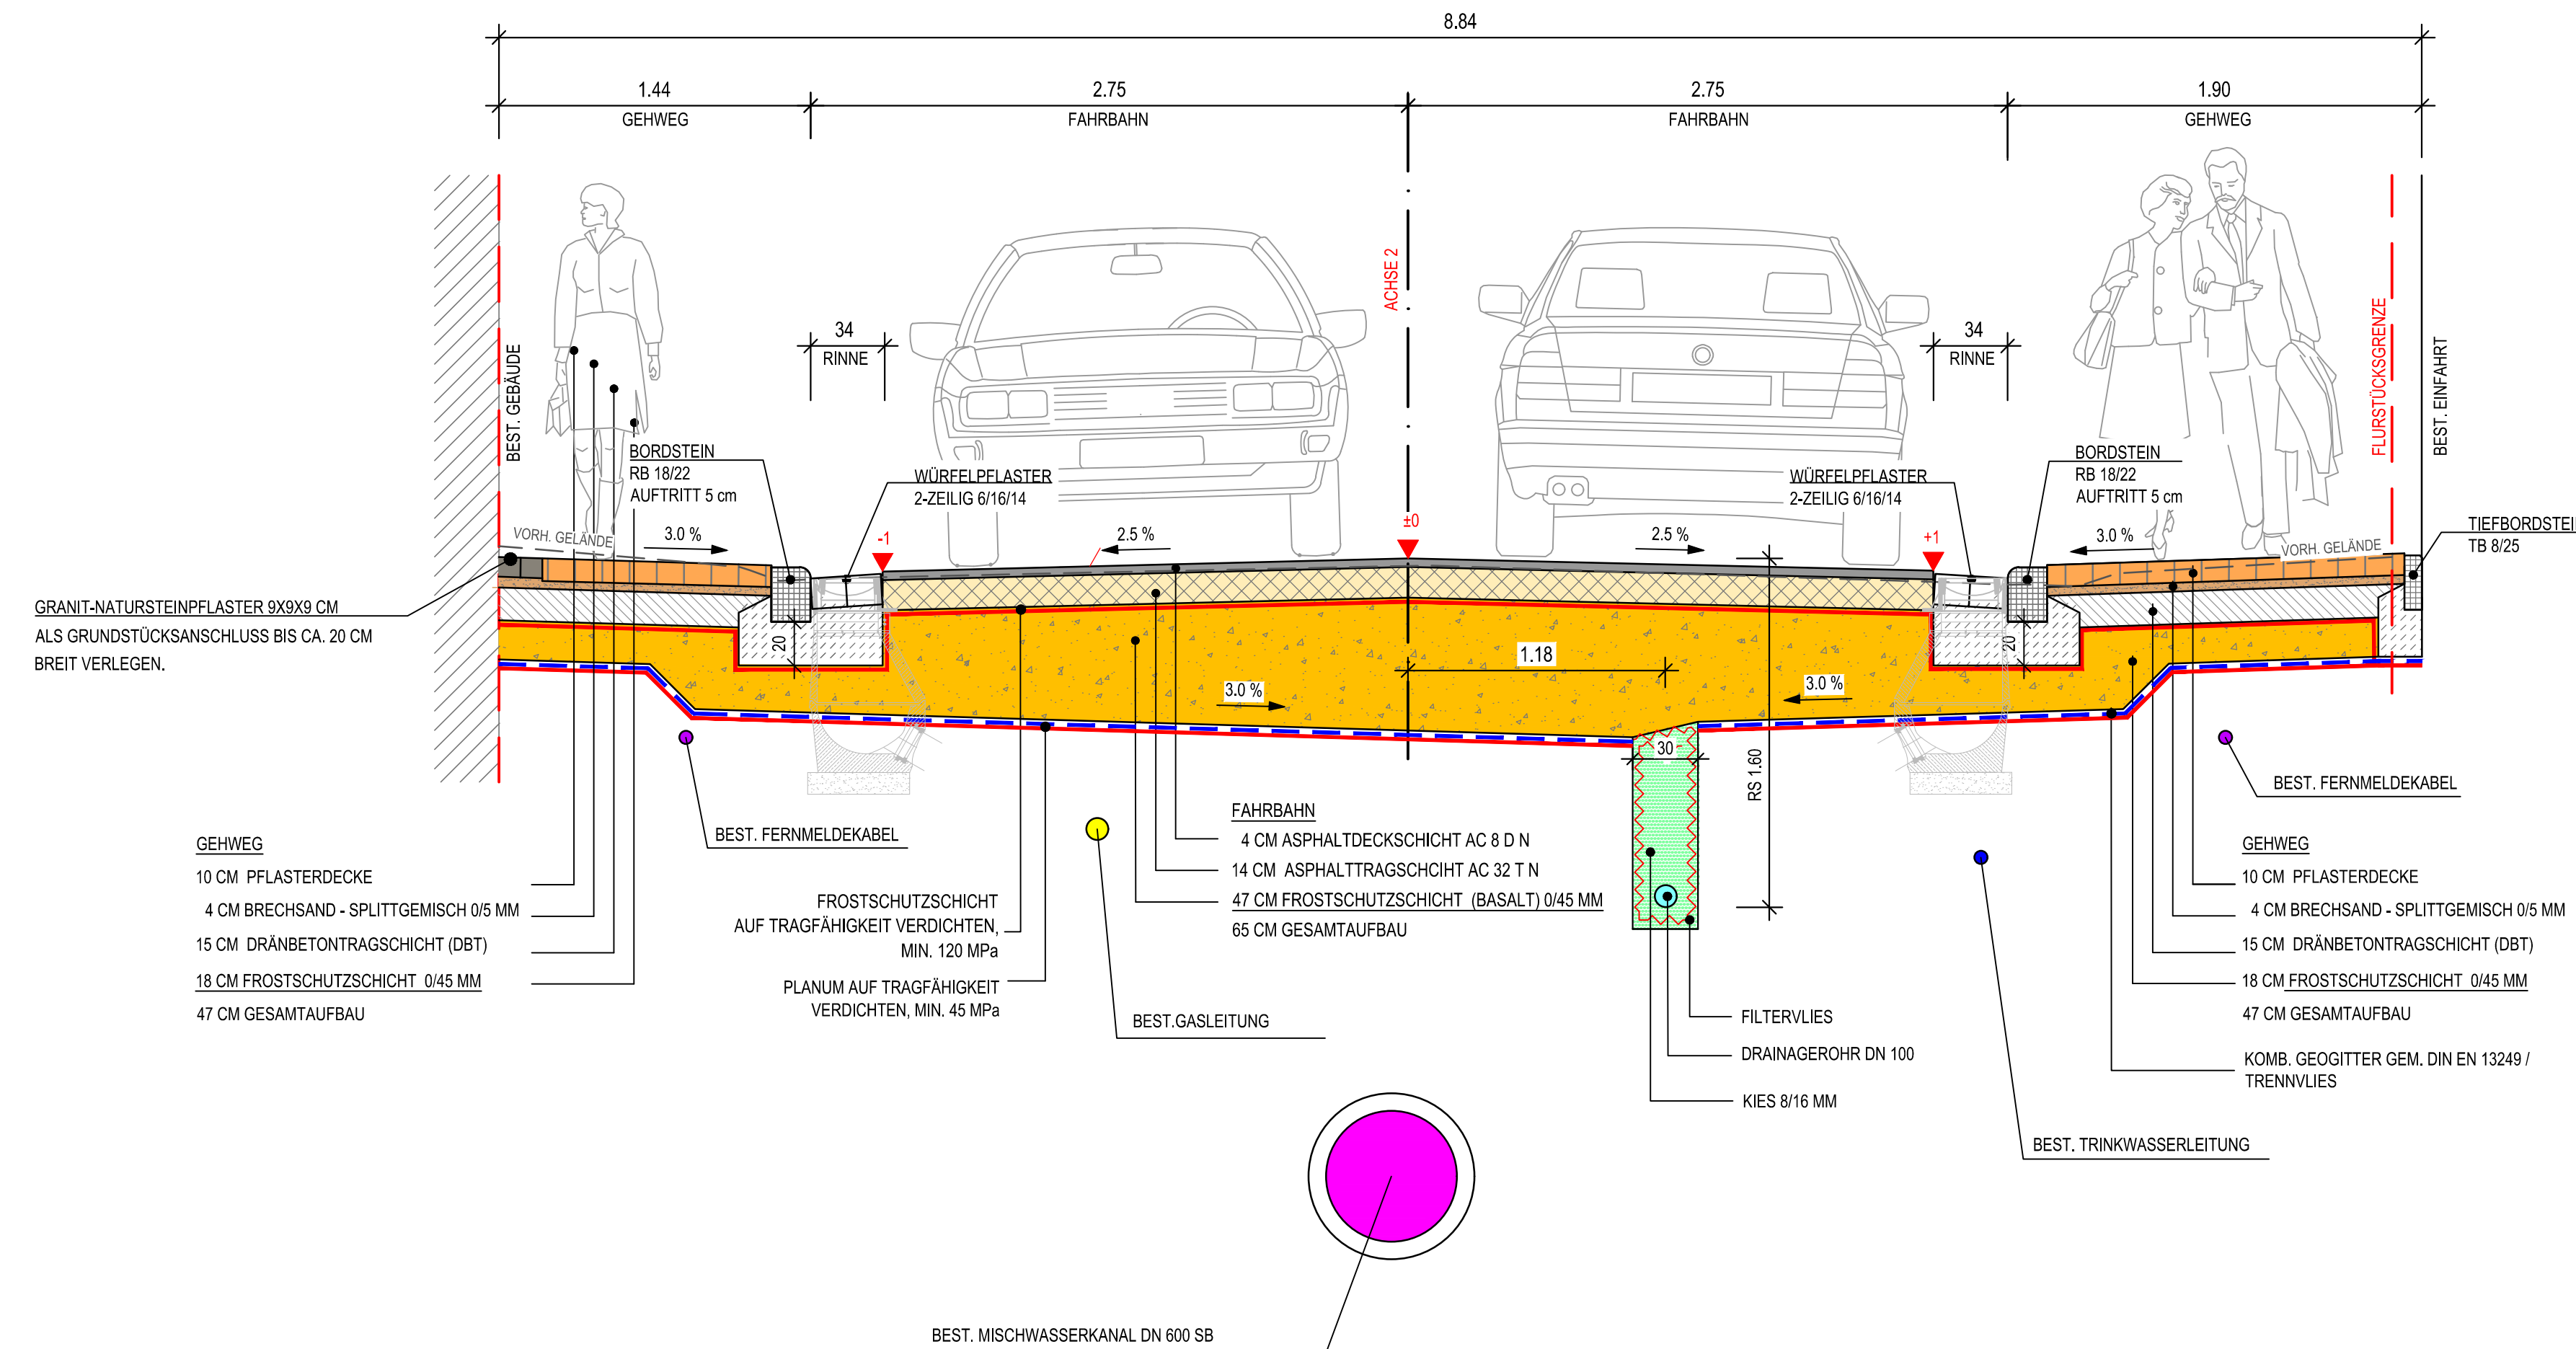 8.84
1.44
GEHWEG
2.75
FAHRBAHN
2.75
FAHRBAHN
1.90
GEHWEG
BEST. GEBÄUDE
34
RINNE
ACHSE 2
34
RINNE
FLURSTÜCKSGRENZE
BEST. EINFAHRT
BORDSTEIN
RB 18/22
AUFTRITT 5 cm
WÜRFELPFLASTER
2-ZEILIG 6/16/14
WÜRFELPFLASTER
2-ZEILIG 6/16/14
BORDSTEIN
RB 18/22
AUFTRITT 5 cm
TIEFBORDSTEI
TB 8/25
VORH. GELÄNDE
3.0 %
-1
2.5 %
±0
2.5 %
+1
3.0 %
VORH. GELÄNDE
GRANIT-NATURSTEINPFLASTER 9X9X9 CM
ALS GRUNDSTÜCKSANSCHLUSS BIS CA. 20 CM
BREIT VERLEGEN.
20
1.18
20
3.0 %
3.0 %
30
RS 1.60
BEST. FERNMELDEKABEL
BEST. FERNMELDEKABEL
GEHWEG
10 CM PFLASTERDECKE
4 CM BRECHSAND - SPLITTGEMISCH 0/5 MM
15 CM DRÄNBETONTRAGSCHICHT (DBT)
18 CM FROSTSCHUTZSCHICHT 0/45 MM
47 CM GESAMTAUFBAU
FROSTSCHUTZSCHICHT
AUF TRAGFÄHIGKEIT VERDICHTEN,
MIN. 120 MPa
PLANUM AUF TRAGFÄHIGKEIT
VERDICHTEN, MIN. 45 MPa
FAHRBAHN
4 CM ASPHALTDECKSCHICHT AC 8 D N
14 CM ASPHALTTRAGSCHCIHT AC 32 T N
47 CM FROSTSCHUTZSCHICHT (BASALT) 0/45 MM
65 CM GESAMTAUFBAU
BEST.GASLEITUNG
FILTERVLIES
DRAINAGEROHR DN 100
KIES 8/16 MM
GEHWEG
10 CM PFLASTERDECKE
4 CM BRECHSAND - SPLITTGEMISCH 0/5 MM
15 CM DRÄNBETONTRAGSCHICHT (DBT)
18 CM FROSTSCHUTZSCHICHT 0/45 MM
47 CM GESAMTAUFBAU
KOMB. GEOGITTER GEM. DIN EN 13249 /
TRENNVLIES
BEST. TRINKWASSERLEITUNG
BEST. MISCHWASSERKANAL DN 600 SB